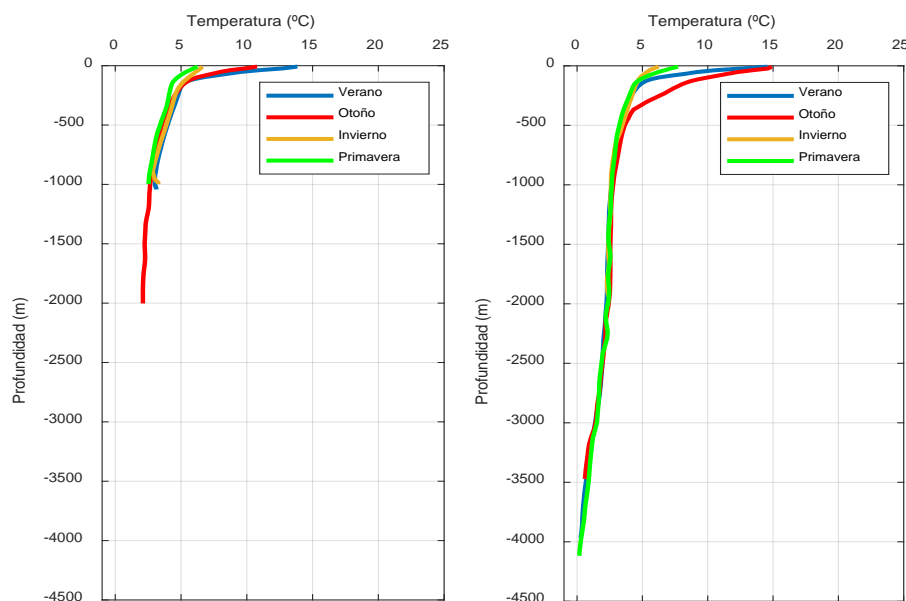 Temperatura (ºC)
0 5 10 15 20 25
0
-500
-1000
-1500
-2000
-2500
-3000
-3500
-4000
-4500
Profundidad (m)
Verano
Otoño
Invierno
Primavera
Temperatura (ºC)
0 5 10 15 20 25
0
-500
-1000
-1500
-2000
-2500
-3000
-3500
-4000
-4500
Profundidad (m)
Verano
Otoño
Invierno
Primavera